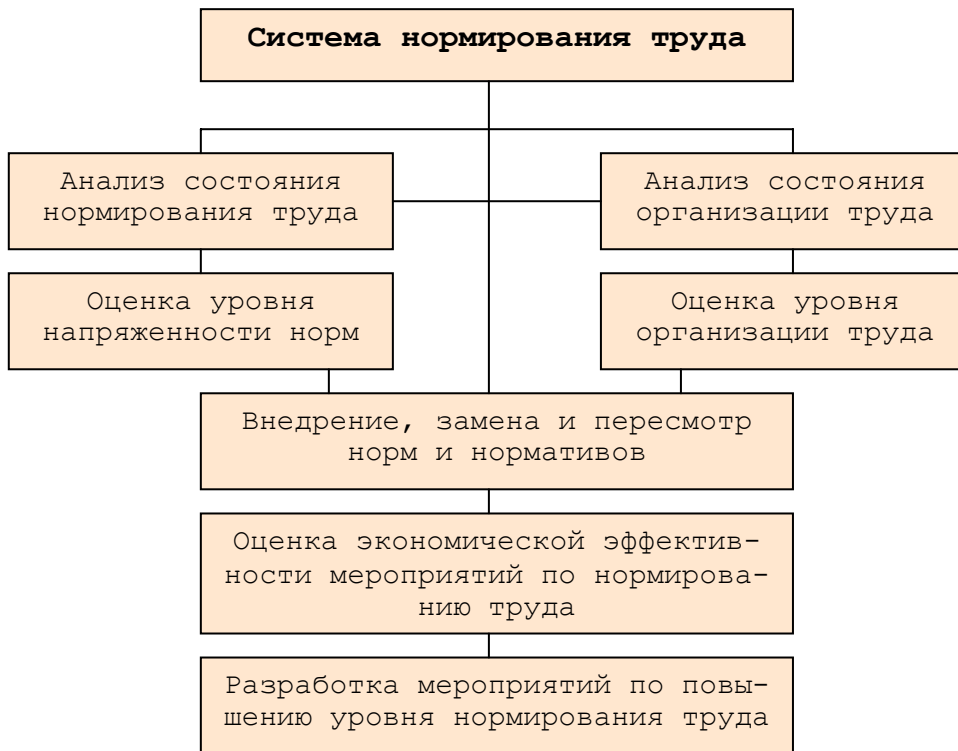 Система нормирования труда
Анализ состояния
нормирования труда
Анализ состояния
организации труда
Оценка уровня
напряженности норм
Оценка уровня
организации труда
Внедрение, замена и пересмотр
норм и нормативов
Оценка экономической эффектив-
ности мероприятий по нормирова-
нию труда
Разработка мероприятий по повы-
шению уровня нормирования труда